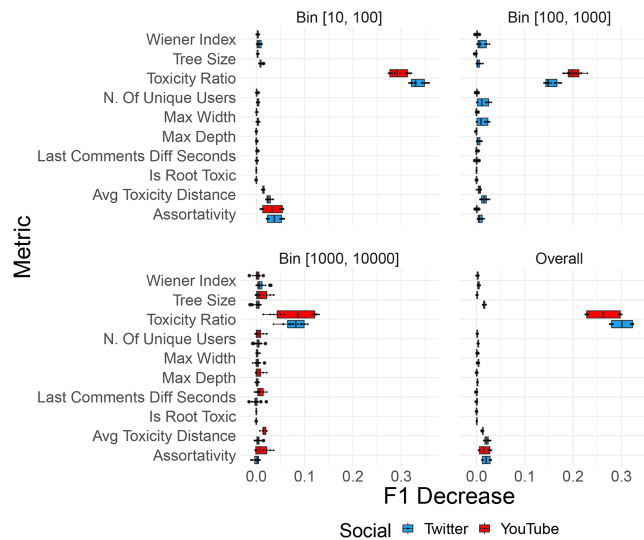 Bin [10, 100] Bin [100, 1000]
Wiener Index
Tree Size
Toxicity Ratio
N. Of Unique Users
Max Width
Max Depth
Last Comments Diff Seconds
Is Root Toxic
Avg Toxicity Distance
Assortativity
Metric
Bin [1000, 10000] Overall
Wiener Index
Tree Size
Toxicity Ratio
N. Of Unique Users
Max Width
Max Depth
Last Comments Diff Seconds
Is Root Toxic
Avg Toxicity Distance
Assortativity
0.0 0.1 0.2 0.3 0.0 0.1 0.2 0.3
F1 Decrease
Social Twitter YouTube